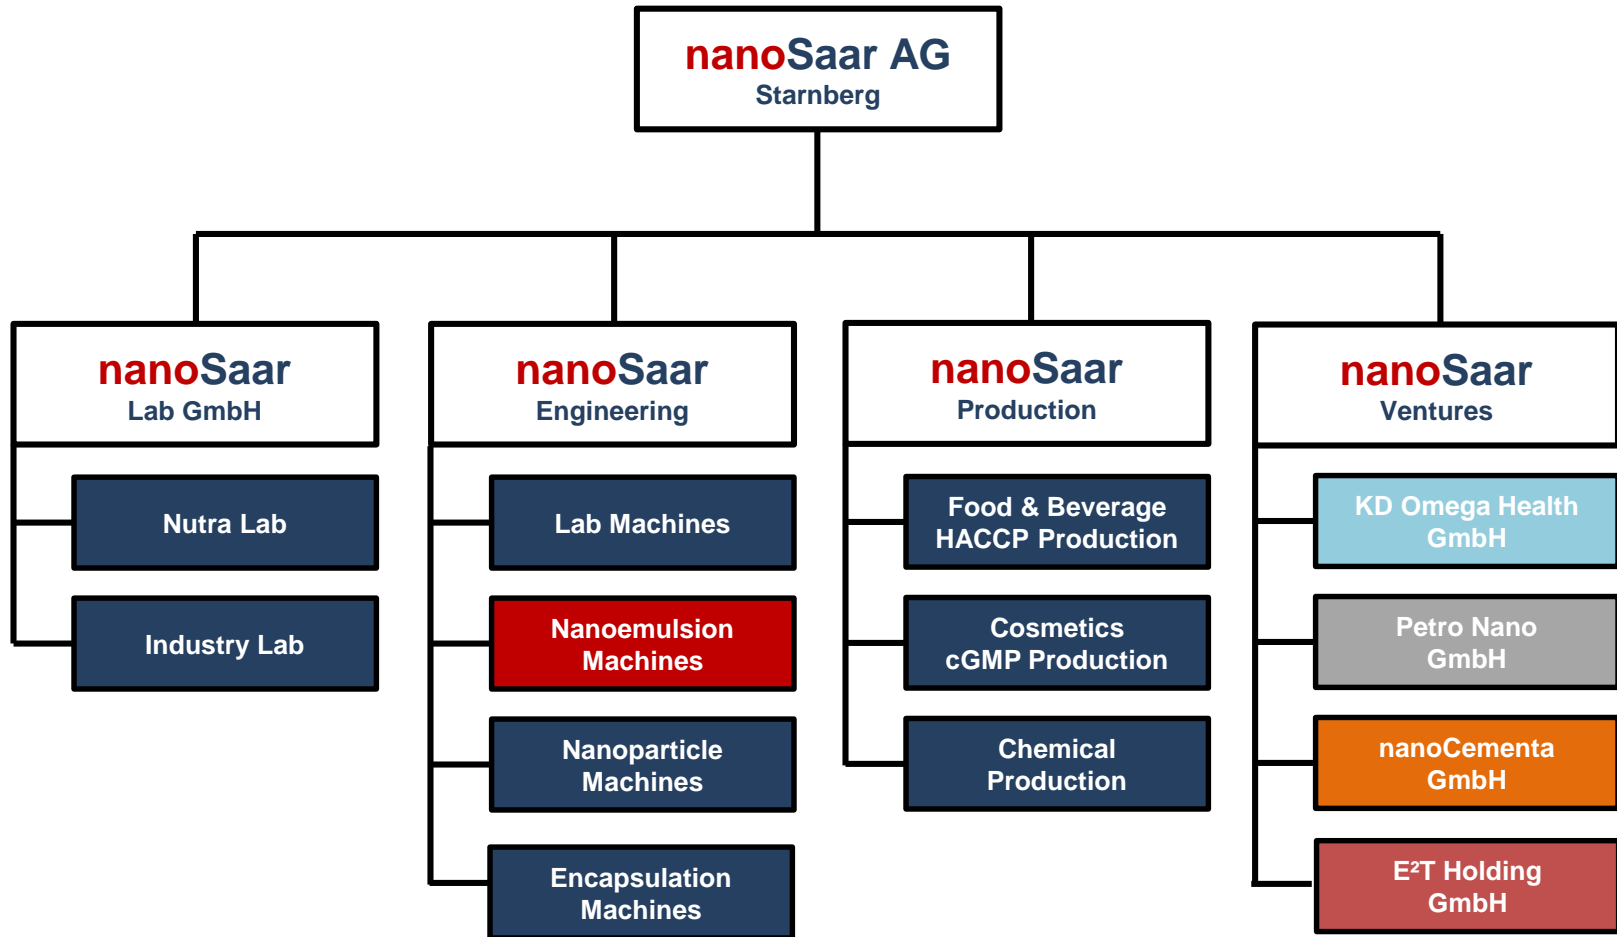 nanoSaar AG
Starnberg
nanoSaar
Lab GmbH
Nutra Lab
Industry Lab
nanoSaar
Engineering
Lab Machines
Nanoemulsion
Machines
Nanoparticle
Machines
Encapsulation
Machines
nanoSaar
Production
Food & Beverage
HACCP Production
Cosmetics
cGMP Production
Chemical
Production
nanoSaar
Ventures
KD Omega Health
GmbH
Petro Nano
GmbH
nanoCementa
GmbH
E²T Holding
GmbH